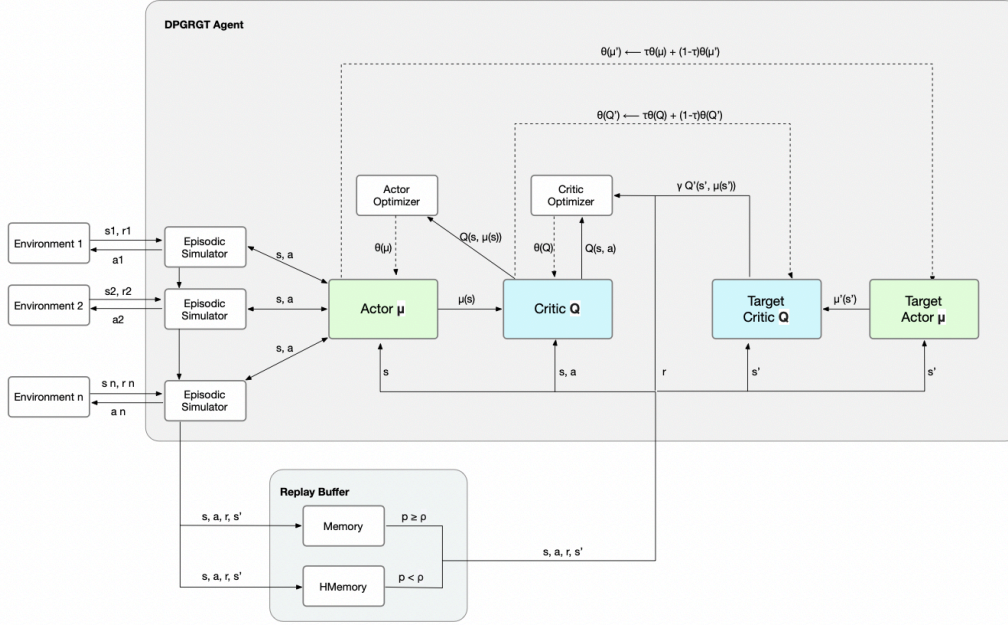 DPGRGT Agent
θ(μ') ⟵ τθ(μ) + (1-τ)θ(μ')
θ(Q') ⟵ τθ(Q) + (1-τ)θ(Q')
Actor
Optimizer
Critic
Optimizer
γ Q'(s', μ(s'))
Environment 1
s1, r1
a1
Episodic
Simulator
s, a
θ(μ)
Q(s, μ(s))
θ(Q)
Q(s, a)
Environment 2
s2, r2
a2
Episodic
Simulator
s, a
Actor μ
μ(s)
Critic Q
Target
Critic Q
μ'(s')
Target
Actor μ
Environment n
s n, r n
a n
Episodic
Simulator
s, a
s
s, a
r
s'
s'
Replay Buffer
s, a, r, s'
Memory
p ≥ ρ
s, a, r, s'
s, a, r, s'
HMemory
p < ρ